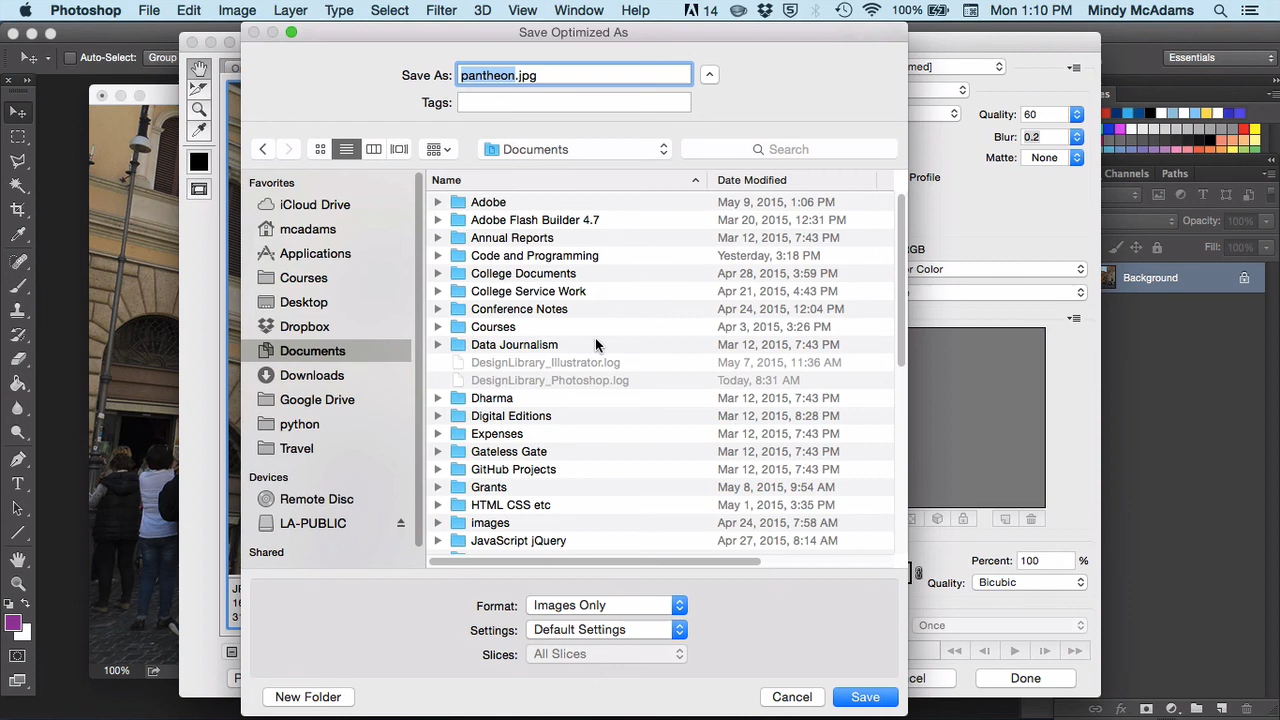 Photoshop File Edit Image Layer Type Select Filter 3D View Window Help 14 5 100% Mon 1:10 PM Mindy McAdams
Save Optimized As
Auto-Select: Group
Essentials
Save As: pantheon.jpg
med]
Tags:
Quality: 60
Blur: 0.2
Matte: None
Documents
Search
Profile
Channels Paths
Name Date Modified
Opacity:
Fill:
RGB
r Color
Background
Favorites
iCloud Drive
mcadams
Applications
Courses
Desktop
Dropbox
Documents
Downloads
Google Drive
python
Travel
Devices
Remote Disc
LA-PUBLIC
Shared
Adobe May 9, 2015, 1:06 PM
Adobe Flash Builder 4.7 Mar 20, 2015, 12:31 PM
Annual Reports Mar 12, 2015, 7:43 PM
Code and Programming Yesterday, 3:18 PM
College Documents Apr 28, 2015, 3:59 PM
College Service Work Apr 21, 2015, 4:43 PM
Conference Notes Apr 24, 2015, 12:04 PM
Courses Apr 3, 2015, 3:26 PM
Data Journalism Mar 12, 2015, 7:43 PM
DesignLibrary_Illustrator.log May 7, 2015, 11:36 AM
DesignLibrary_Photoshop.log Today, 8:31 AM
Dharma Mar 12, 2015, 7:43 PM
Digital Editions Mar 12, 2015, 8:28 PM
Expenses Mar 12, 2015, 7:43 PM
Gateless Gate Mar 12, 2015, 7:43 PM
GitHub Projects Mar 12, 2015, 7:43 PM
Grants May 8, 2015, 9:54 AM
HTML CSS etc May 1, 2015, 3:35 PM
images Apr 24, 2015, 7:58 AM
JavaScript jQuery Apr 27, 2015, 8:14 AM
Percent: 100 %
Quality: Bicubic
Format: Images Only
Settings: Default Settings
Slices: All Slices
Once
100%
New Folder Cancel Save
cel Done